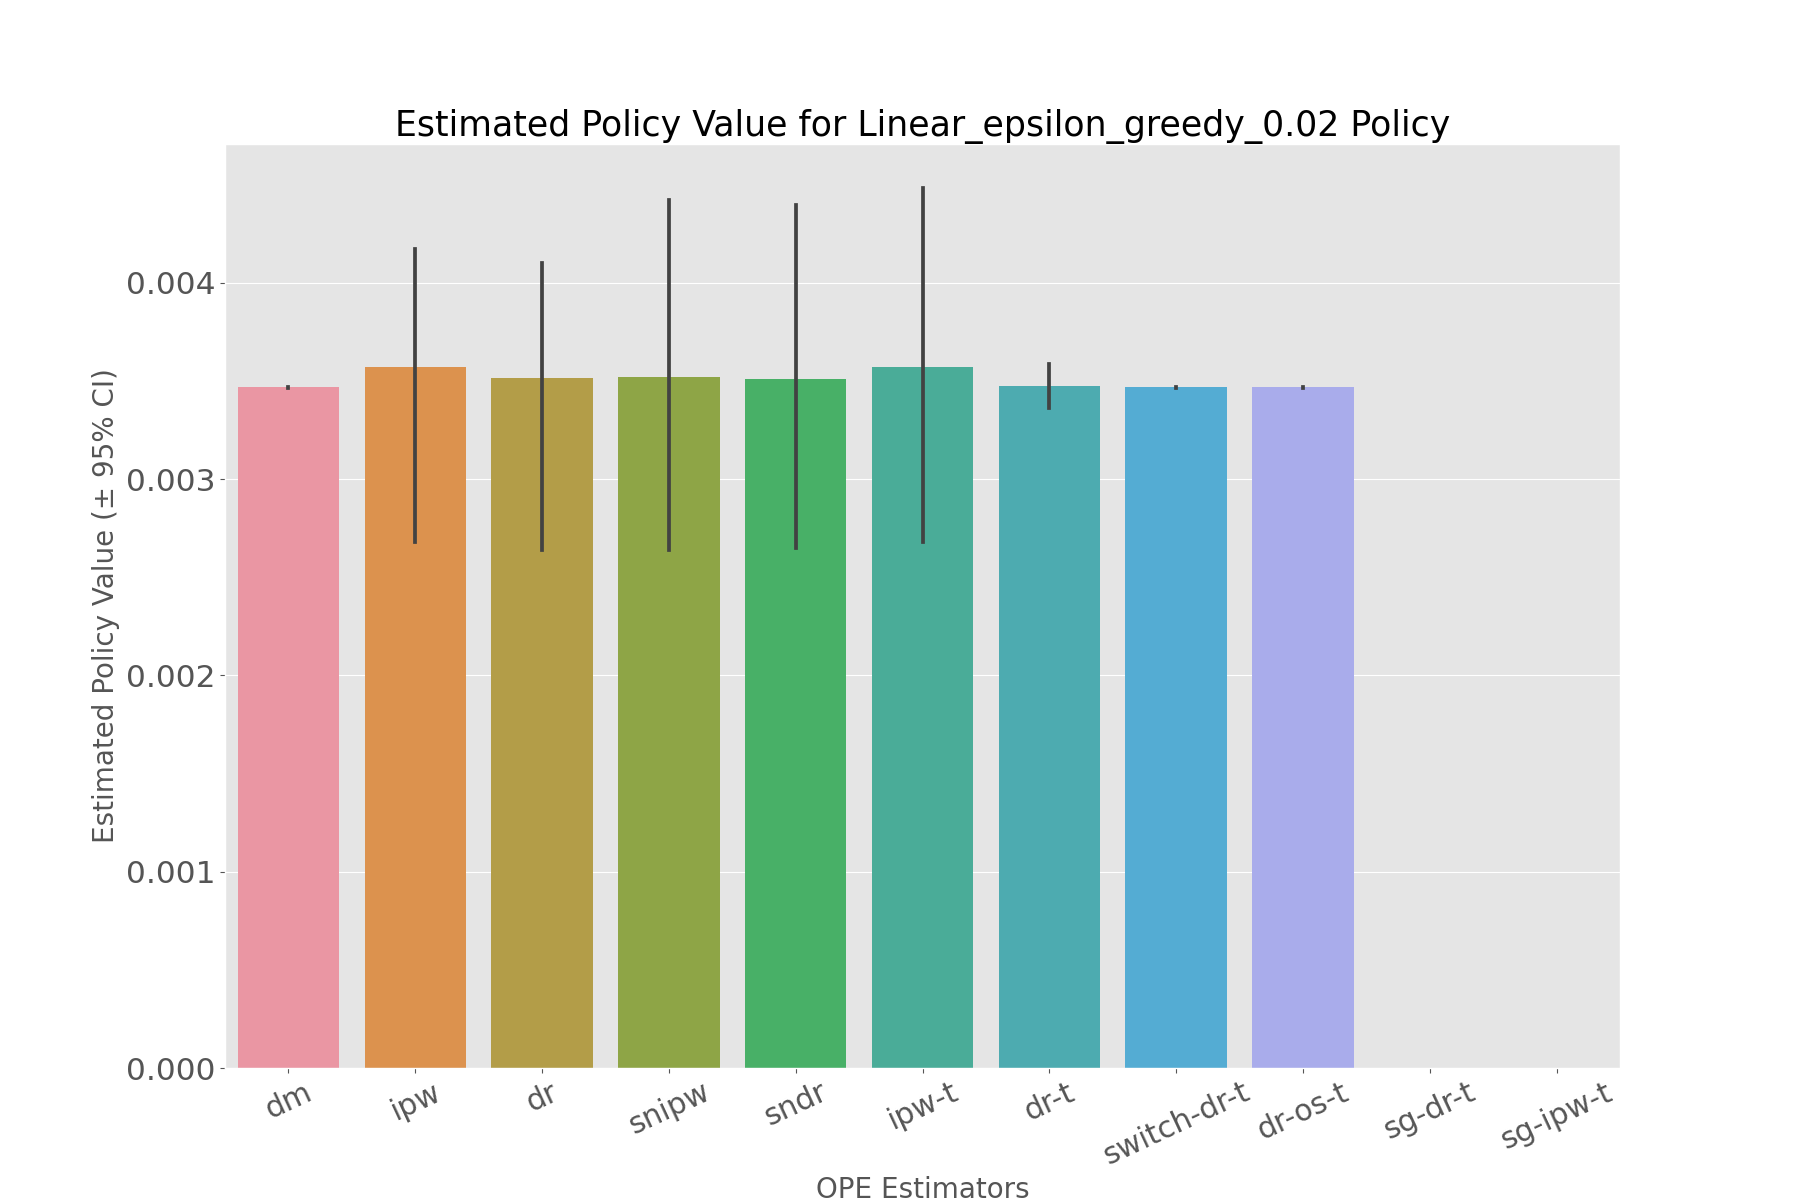 Estimated Policy Value for Linear_epsilon_greedy_0.02 Policy
Estimated Policy Value (± 95% CI)
0.004
0.003
0.002
0.001
0.000
dm
ipw
dr
snipw
sndr
ipw-t
dr-t
switch-dr-t
dr-os-t
sg-dr-t
sg-ipw-t
OPE Estimators